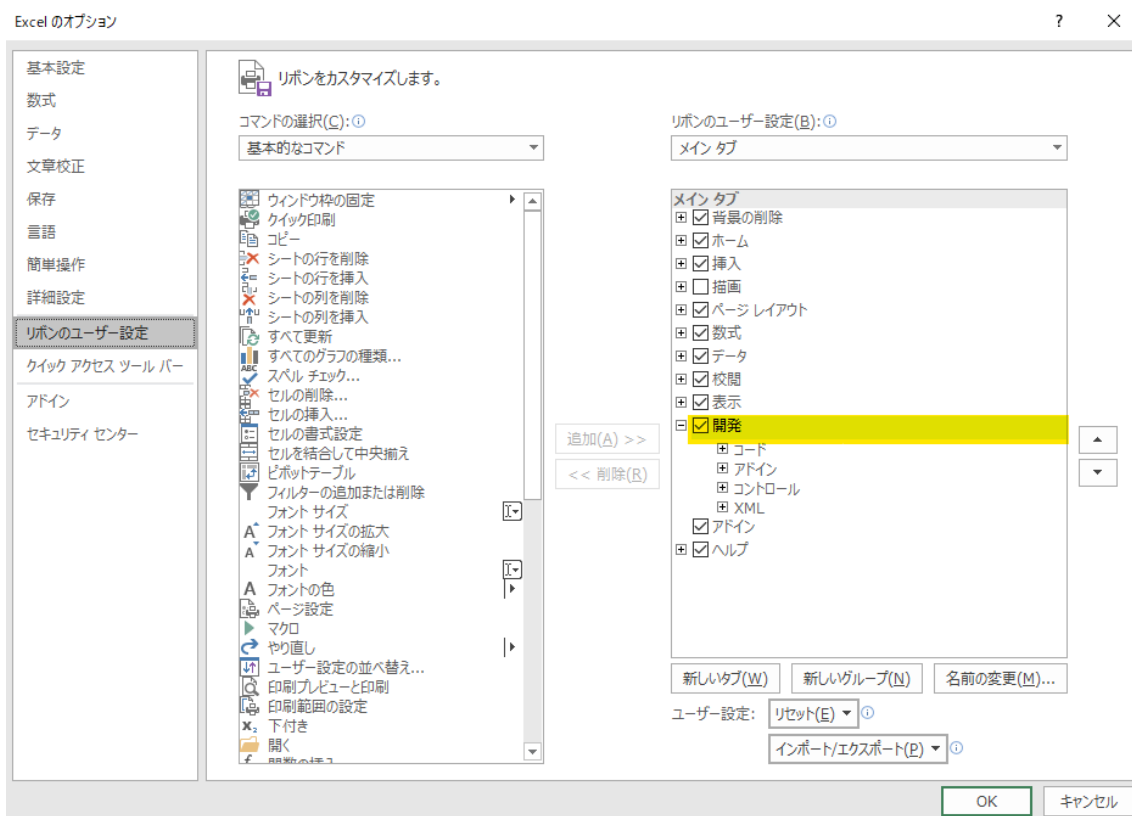 Excel のオプション
?
基本設定
数式
データ
文章校正
保存
言語
簡単操作
詳細設定
リボンのユーザー設定
クイック アクセス ツール バー
アドイン
セキュリティ センター
リボンをカスタマイズします。
コマンドの選択(C):
基本的なコマンド
ウィンドウ枠の固定
クイック印刷
コピー
シートの行を削除
シートの行を挿入
シートの列を削除
シートの列を挿入
すべて更新
すべてのグラフの種類...
スペル チェック...
セルの削除...
セルの挿入...
セルの書式設定
セルを結合して中央揃え
ピボットテーブル
フィルターの追加または削除
フォント サイズ
フォント サイズの拡大
フォント サイズの縮小
フォント
フォントの色
ページ設定
マクロ
やり直し
ユーザー設定の並べ替え...
印刷プレビューと印刷
印刷範囲の設定
下付き
開く
関数の挿入
追加(A) >>
<< 削除(R)
リボンのユーザー設定(B):
メイン タブ
メイン タブ
背景の削除
ホーム
挿入
描画
ページ レイアウト
数式
データ
校閲
表示
開発
コード
アドイン
コントロール
XML
アドイン
ヘルプ
新しいタブ(W)
新しいグループ(N)
名前の変更(M)...
ユーザー設定:
リセット(E)
インポート/エクスポート(P)
OK
キャンセル